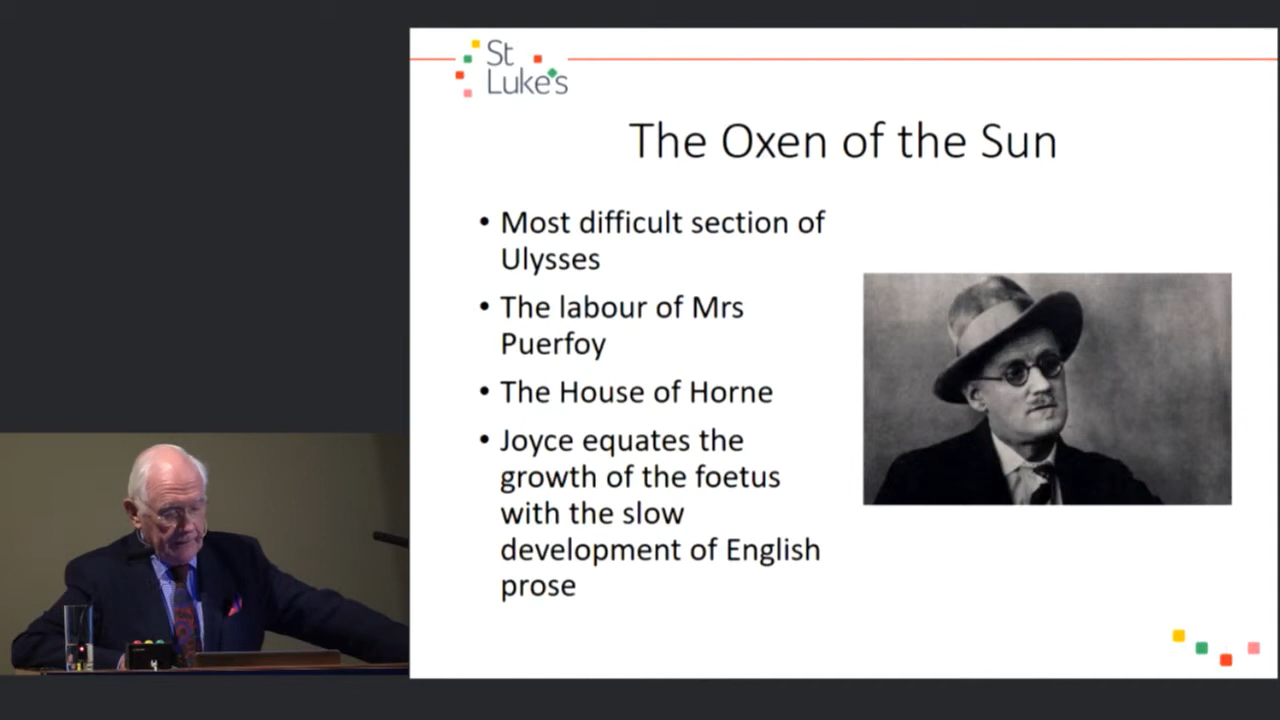 St
Luke's
The Oxen of the Sun
• Most difficult section of
Ulysses
• The labour of Mrs
Puerfoy
• The House of Horne
• Joyce equates the
growth of the foetus
with the slow
development of English
prose